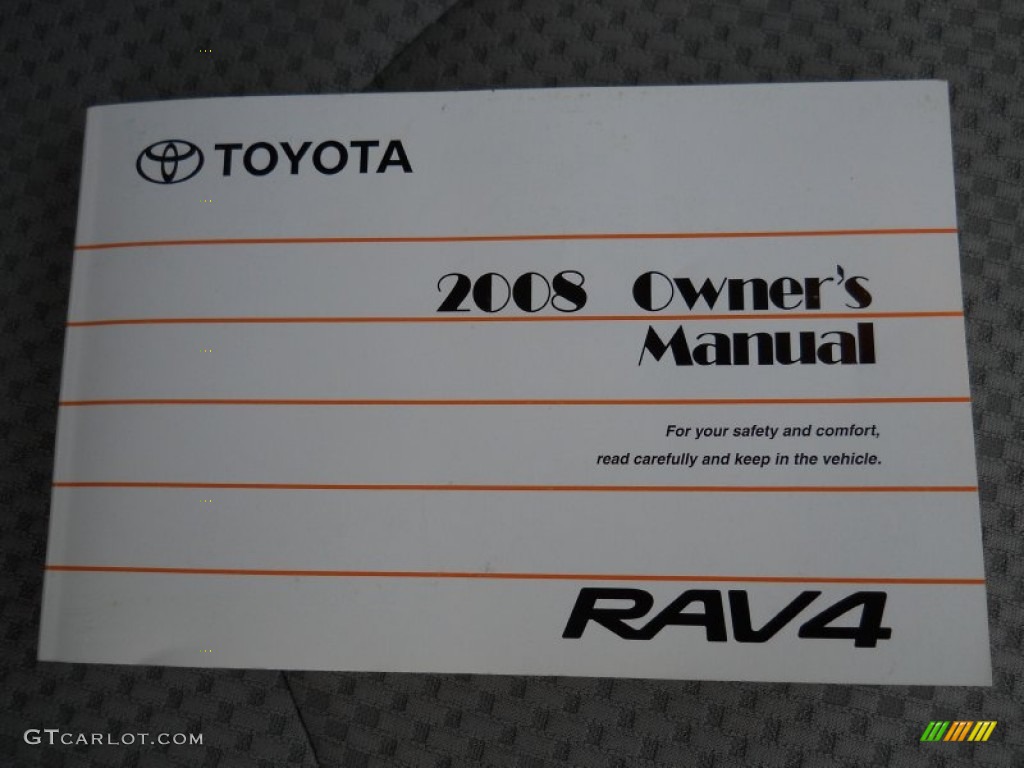 TOYOTA
2008 Owner's
Manual
For your safety and comfort,
read carefully and keep in the vehicle.
RAV4
GTCARLOT.COM